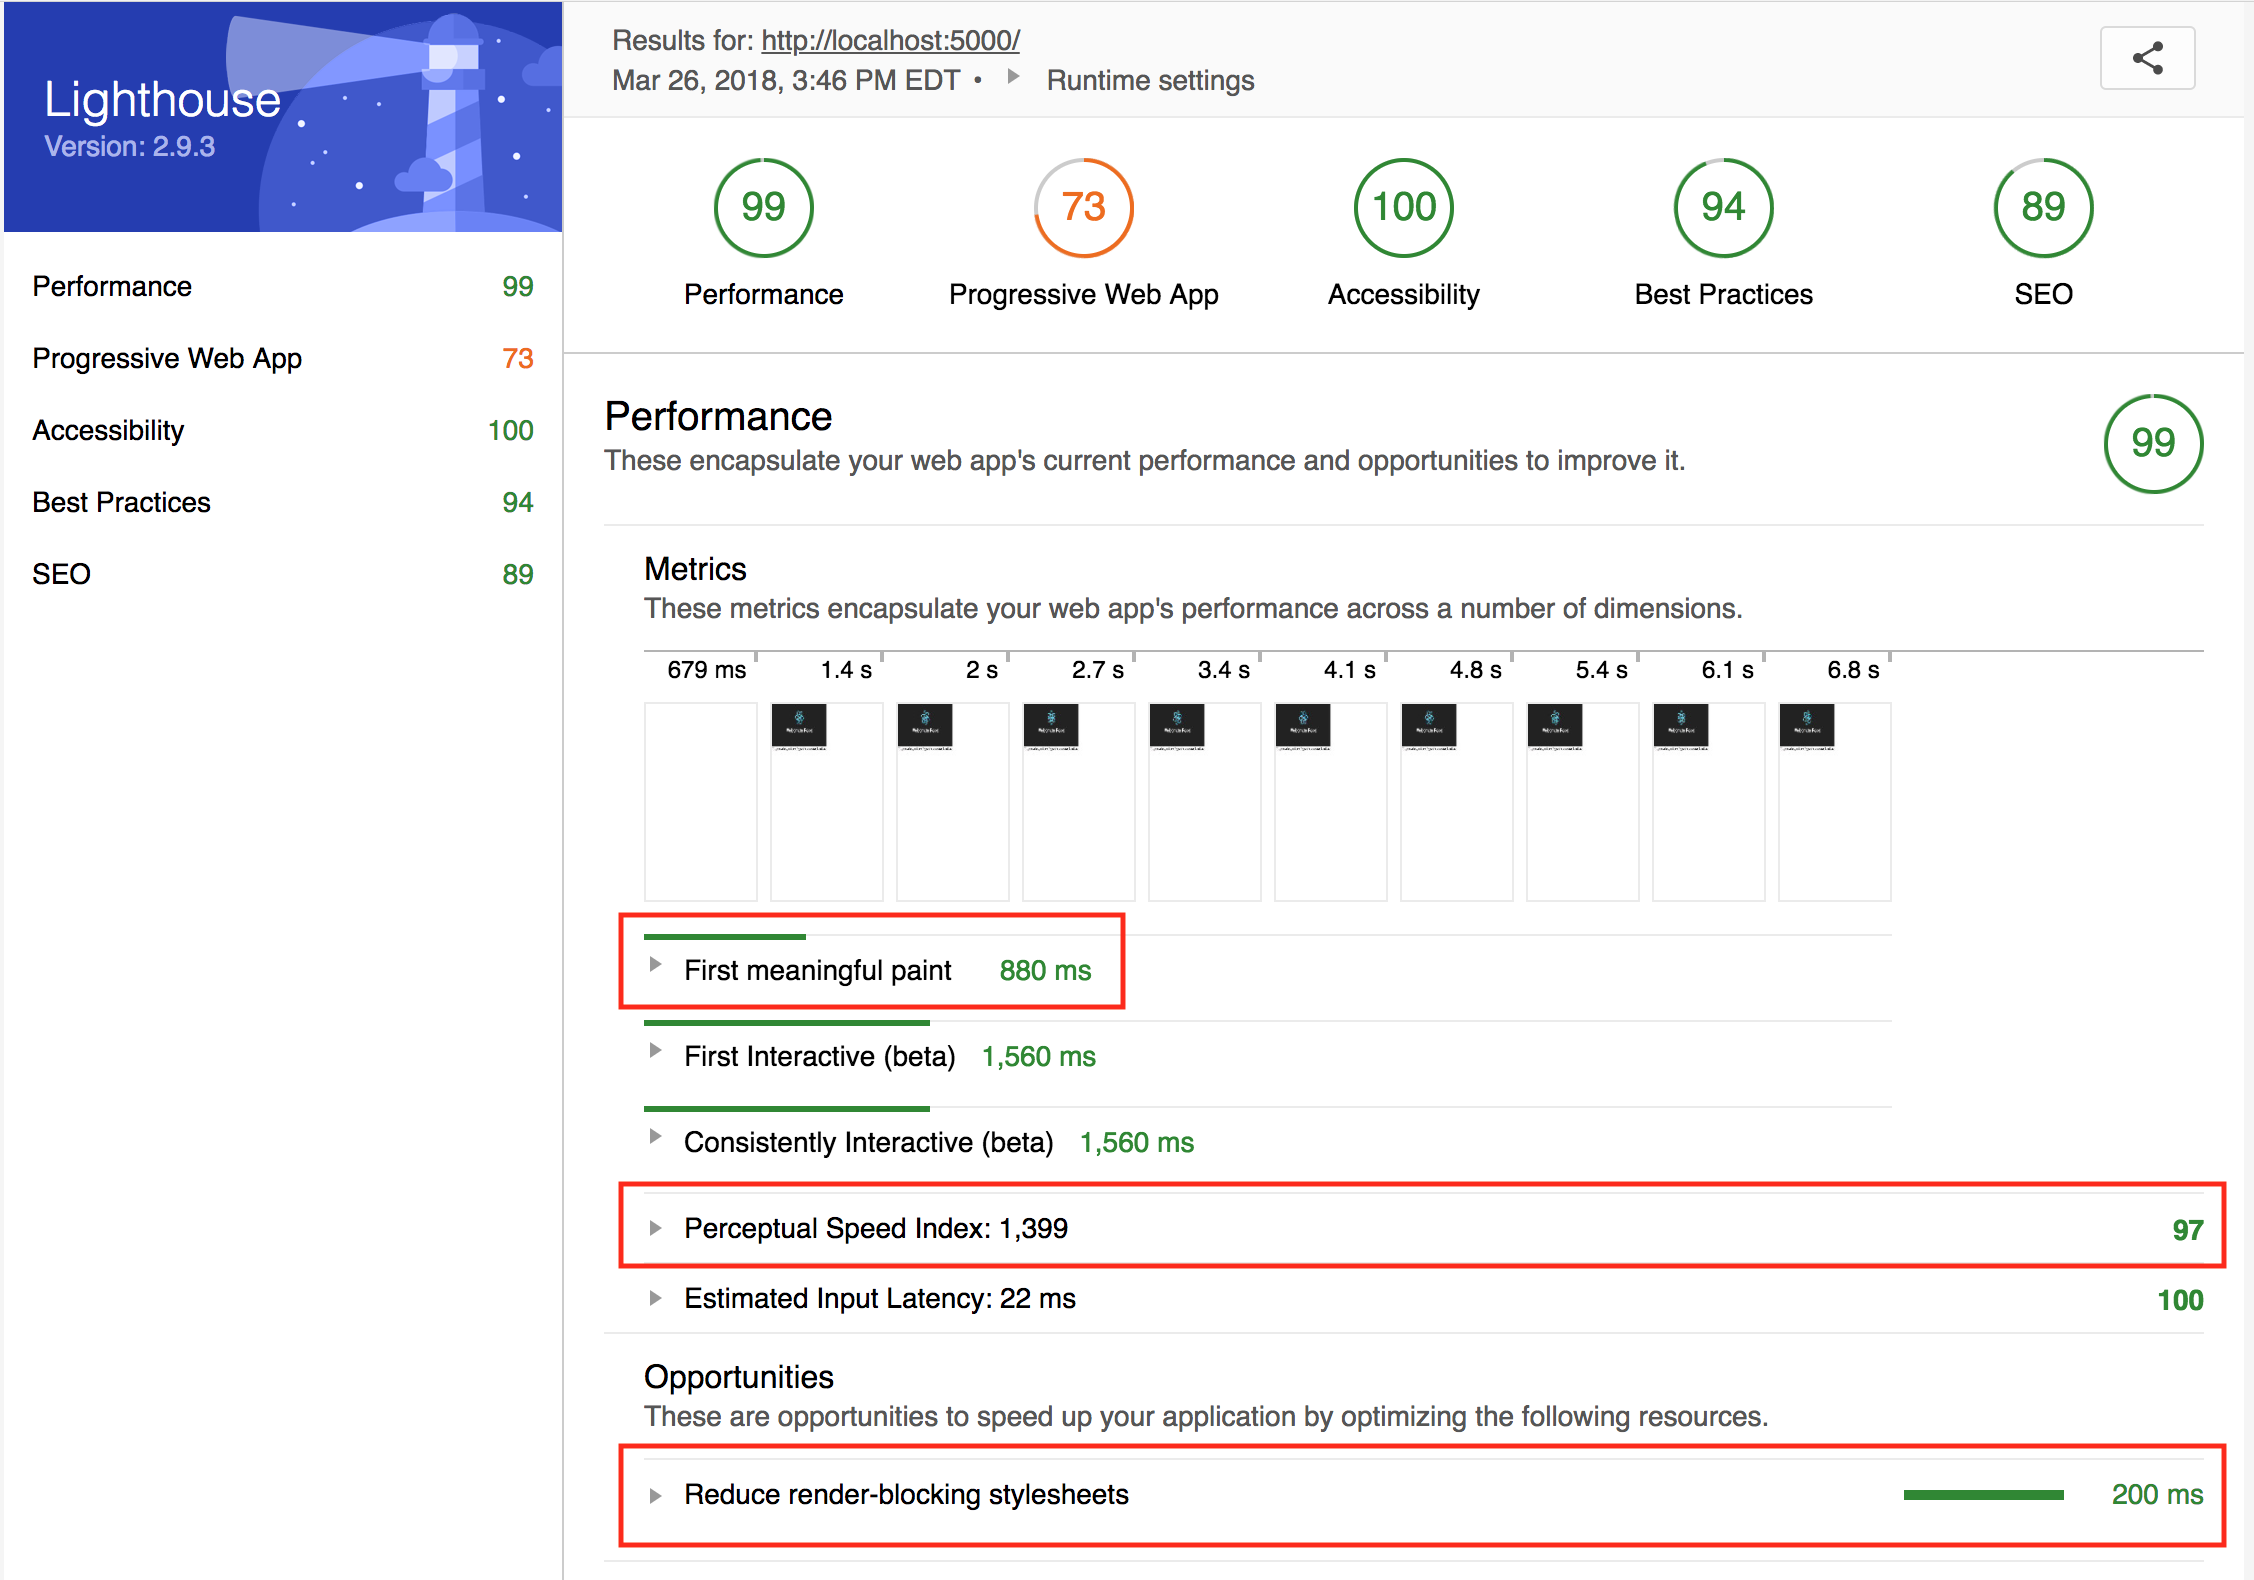 Lighthouse
Version: 2.9.3
Performance 99
Progressive Web App 73
Accessibility 100
Best Practices 94
SEO 89
Results for: http://localhost:5000/
Mar 26, 2018, 3:46 PM EDT • Runtime settings
99 73 100 94 89
Performance Progressive Web App Accessibility Best Practices SEO
Performance
These encapsulate your web app's current performance and opportunities to improve it.
99
Metrics
These metrics encapsulate your web app's performance across a number of dimensions.
679 ms 1.4 s 2 s 2.7 s 3.4 s 4.1 s 4.8 s 5.4 s 6.1 s 6.8 s
First meaningful paint 880 ms
First Interactive (beta) 1,560 ms
Consistently Interactive (beta) 1,560 ms
Perceptual Speed Index: 1,399 97
Estimated Input Latency: 22 ms 100
Opportunities
These are opportunities to speed up your application by optimizing the following resources.
Reduce render-blocking stylesheets 200 ms